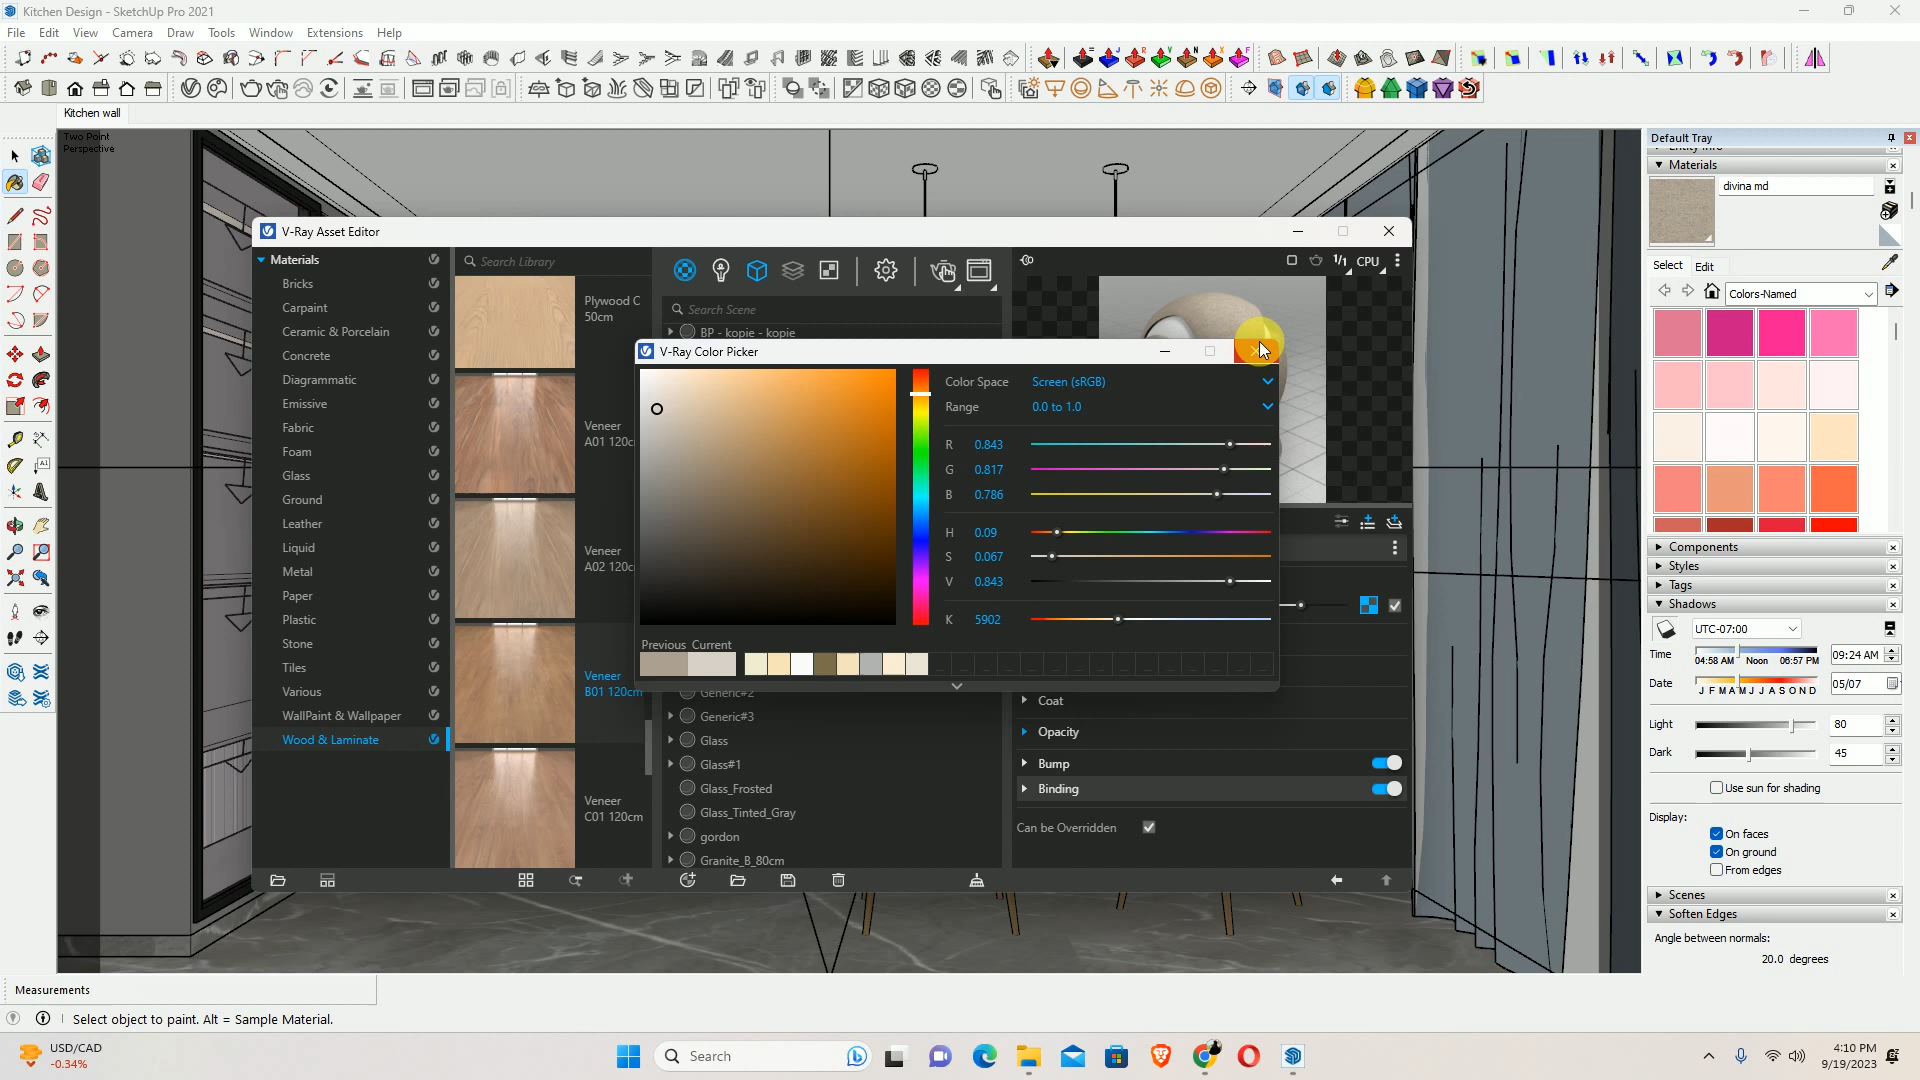 Kitchen Design - SketchUp Pro 2021
File Edit View Camera Draw Tools Window Extensions Help
Kitchen wall
Two Point
Perspective
V-Ray Asset Editor
Materials
Bricks
Carpaint
Ceramic & Porcelain
Concrete
Diagrammatic
Emissive
Fabric
Foam
Glass
Ground
Leather
Liquid
Metal
Paper
Plastic
Stone
Tiles
Various
WallPaint & Wallpaper
Wood & Laminate
Search Library
Plywood C
50cm
Veneer
A01 120c
Veneer
A02 120c
Veneer
B01 120cm
Veneer
C01 120cm
Search Scene
BP - kopie - kopie
Generic#2
Generic#3
Glass
Glass#1
Glass_Frosted
Glass_Tinted_Gray
gordon
Granite_B_80cm
1/1 CPU
V-Ray Color Picker
Color Space Screen (sRGB)
Range 0.0 to 1.0
R 0.843
G 0.817
B 0.786
H 0.09
S 0.067
V 0.843
K 5902
Previous Current
Coat
Opacity
Bump
Binding
Can be Overridden
Default Tray
Materials
divina md
Select Edit
Colors-Named
Components
Styles
Tags
Shadows
UTC-07:00
Time 04:58 AM Noon 06:57 PM 09:24 AM
Date J F M A M J J A S O N D 05/07
Light 80
Dark 45
Use sun for shading
Display:
On faces
On ground
From edges
Scenes
Soften Edges
Angle between normals:
20.0 degrees
Measurements
Select object to paint. Alt = Sample Material.
USD/CAD
-0.34%
Search
4:10 PM
9/19/2023